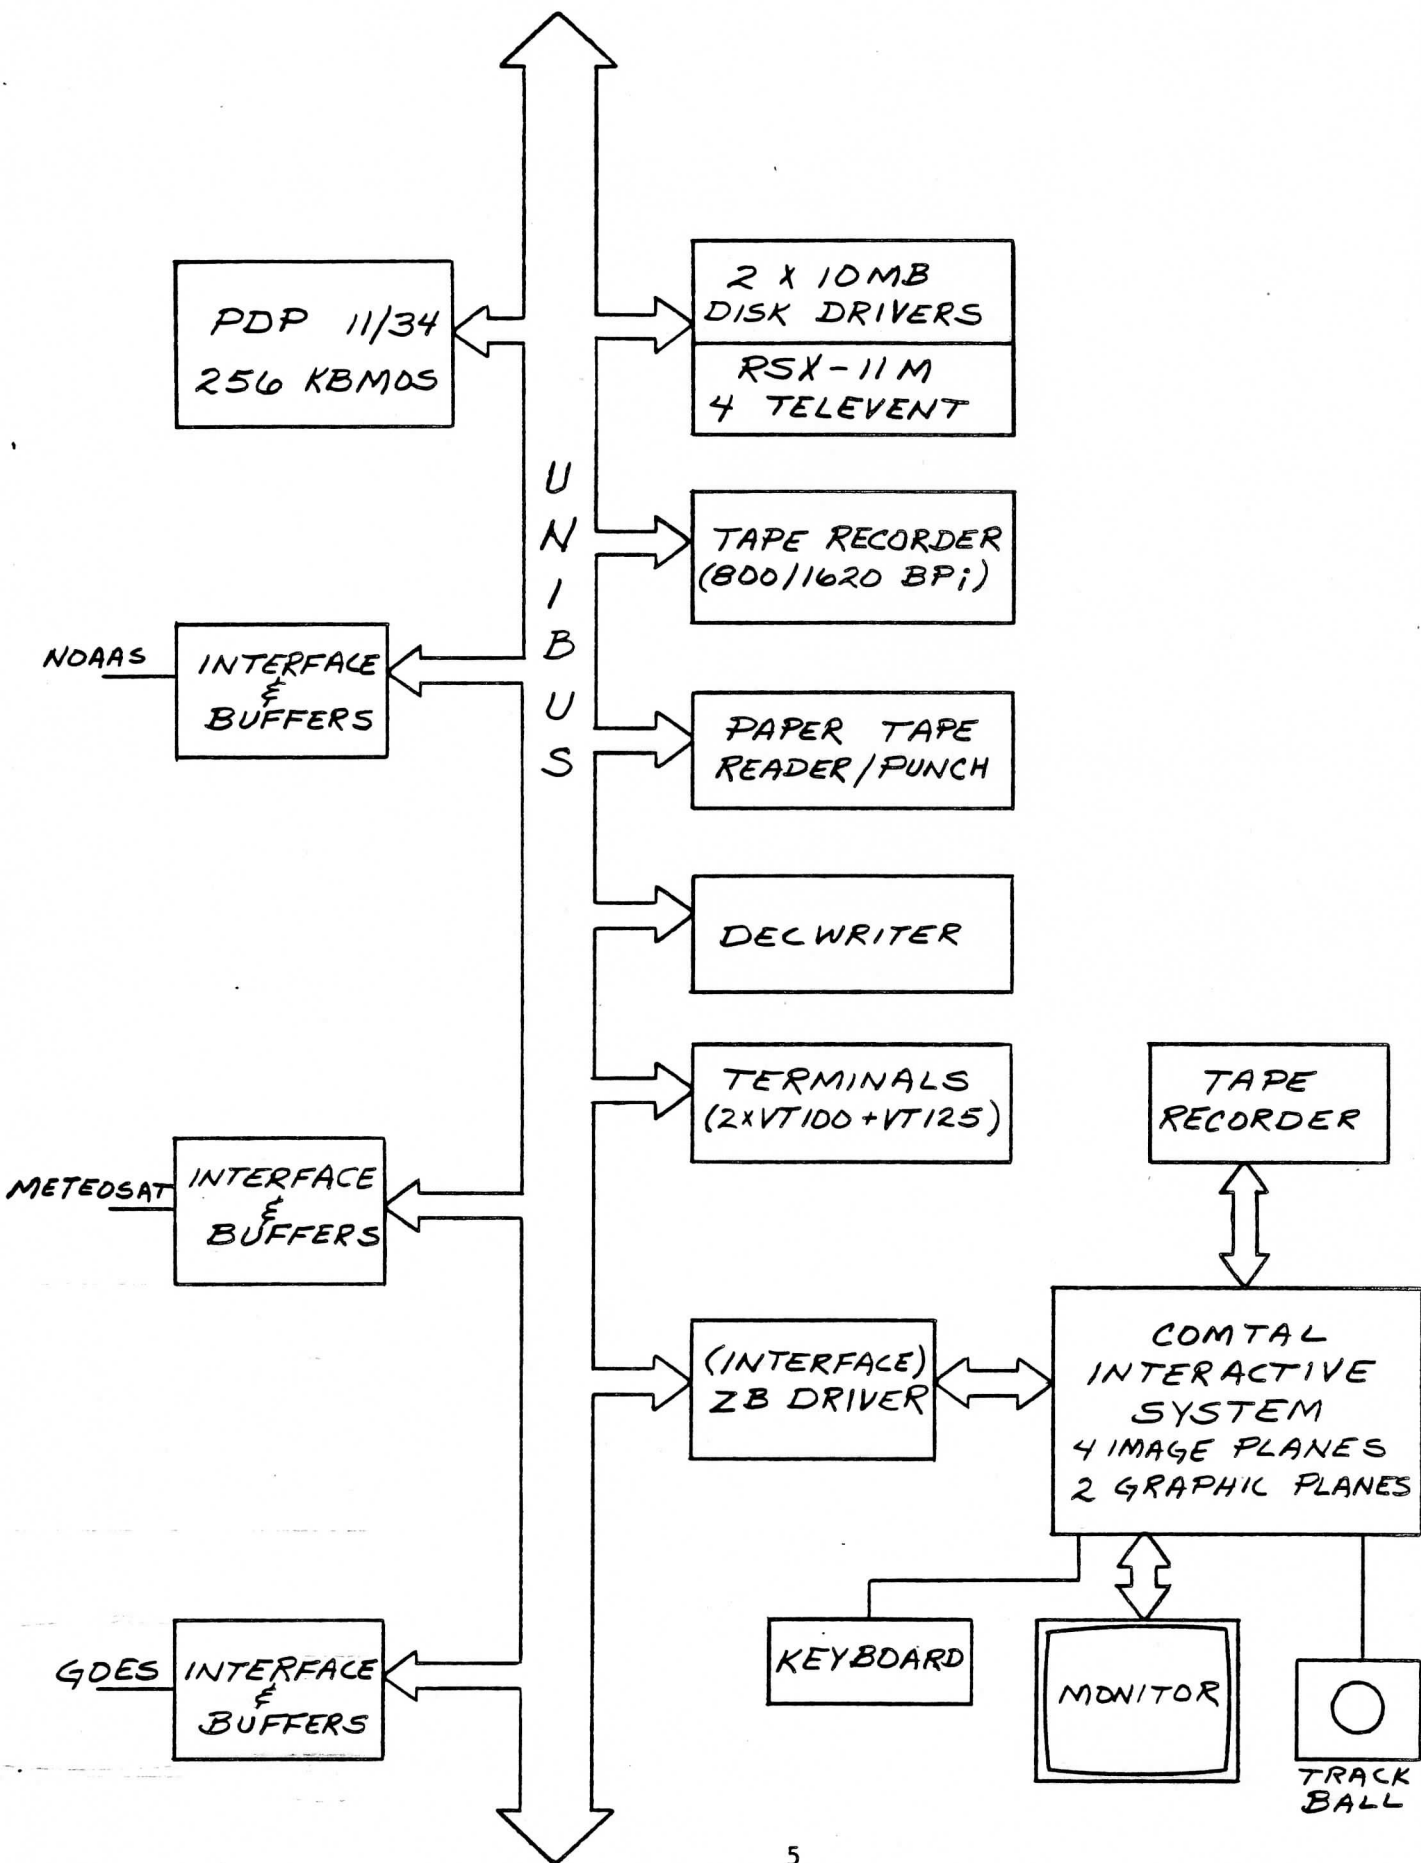 PDP 11/34
256 KBMOS
2 X 10MB
DISK DRIVERS
RSX-11M
4 TELEVENT
UNIBUS
TAPE RECORDER
(800/1620 BPi)
NOAAS
INTERFACE
&
BUFFERS
PAPER TAPE
READER/PUNCH
DECWRITER
TERMINALS
(2xVT100+VT125)
TAPE
RECORDER
METEOSAT
INTERFACE
&
BUFFERS
(INTERFACE)
ZB DRIVER
COMTAL
INTERACTIVE
SYSTEM
4 IMAGE PLANES
2 GRAPHIC PLANES
GOES
INTERFACE
&
BUFFERS
KEYBOARD
MONITOR
TRACK
BALL
5